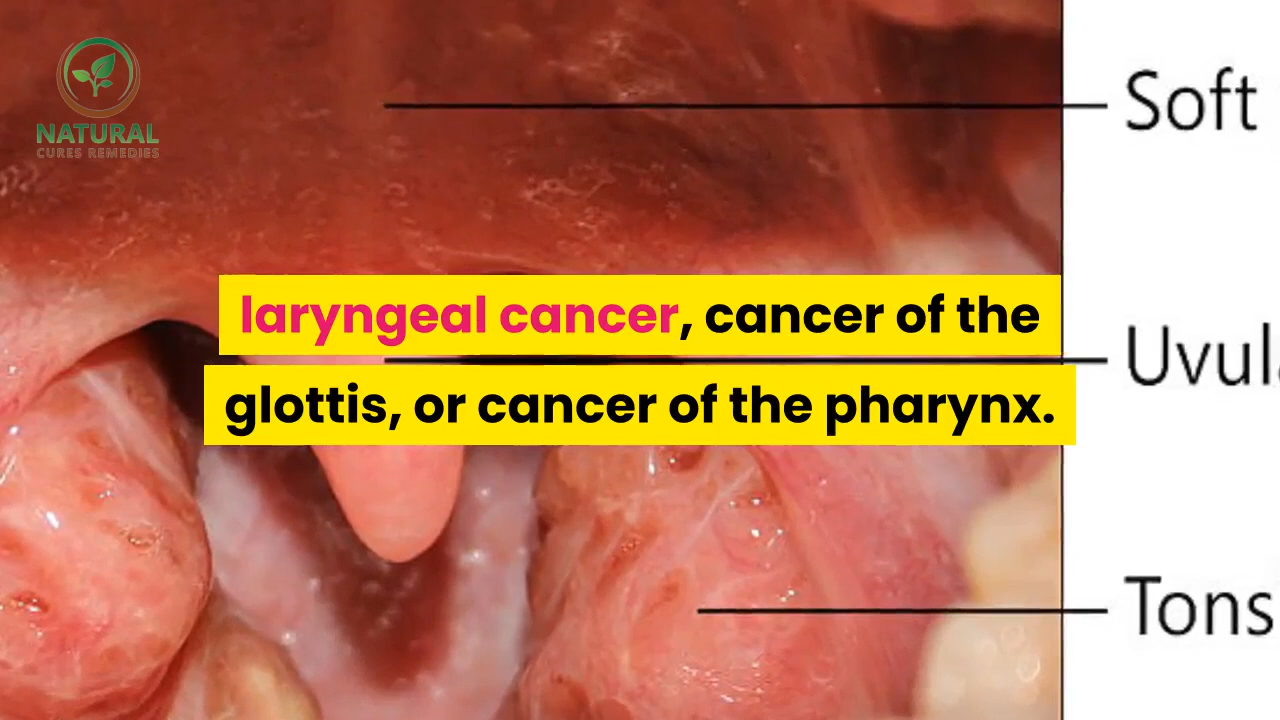 NATURAL
CURES REMEDIES
Soft
laryngeal cancer, cancer of the
Uvul
glottis, or cancer of the pharynx.
Tons